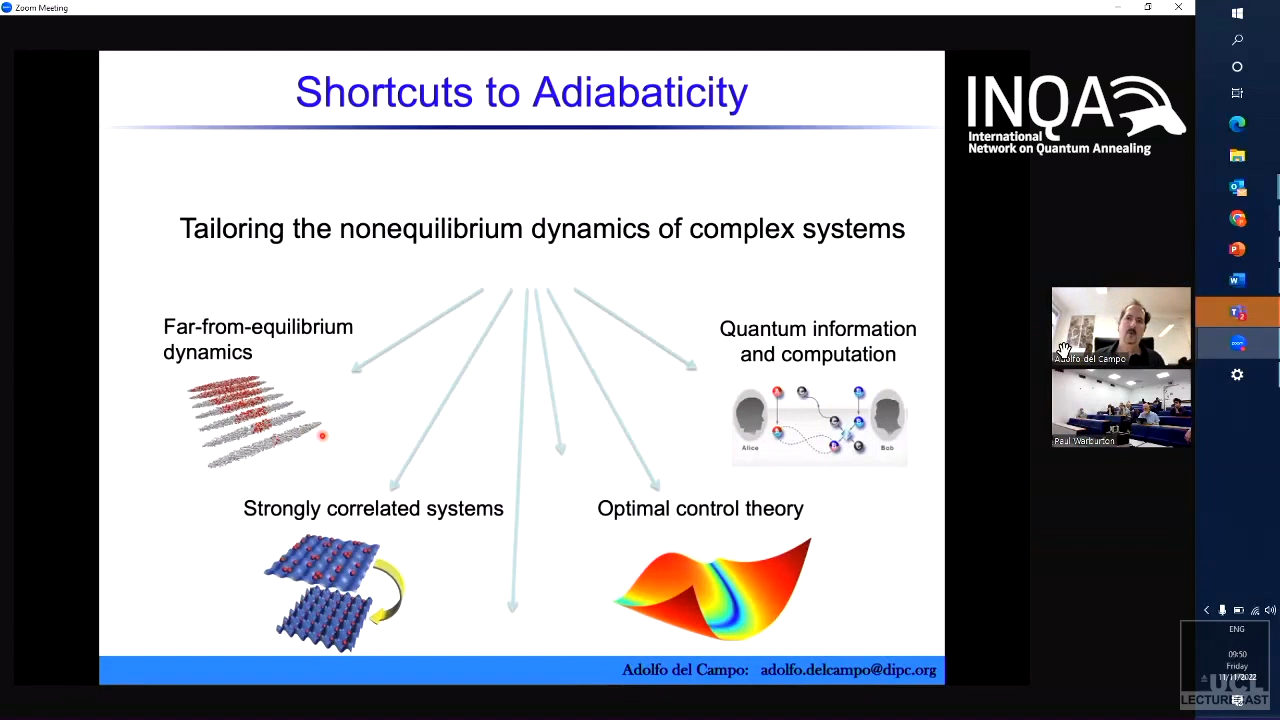 Zoom Meeting
Shortcuts to Adiabaticity
INQA
International
Network on Quantum Annealing
Tailoring the nonequilibrium dynamics of complex systems
Far-from-equilibrium
dynamics
Quantum information
and computation
Alice
Bob
Strongly correlated systems
Optimal control theory
Adolfo del Campo: adolfo.delcampo@dipc.org
Adolfo del Campo
Paul Warburton
zoom
ENG
09:50
Friday
11/11/2022
UCL
LECTURECAST